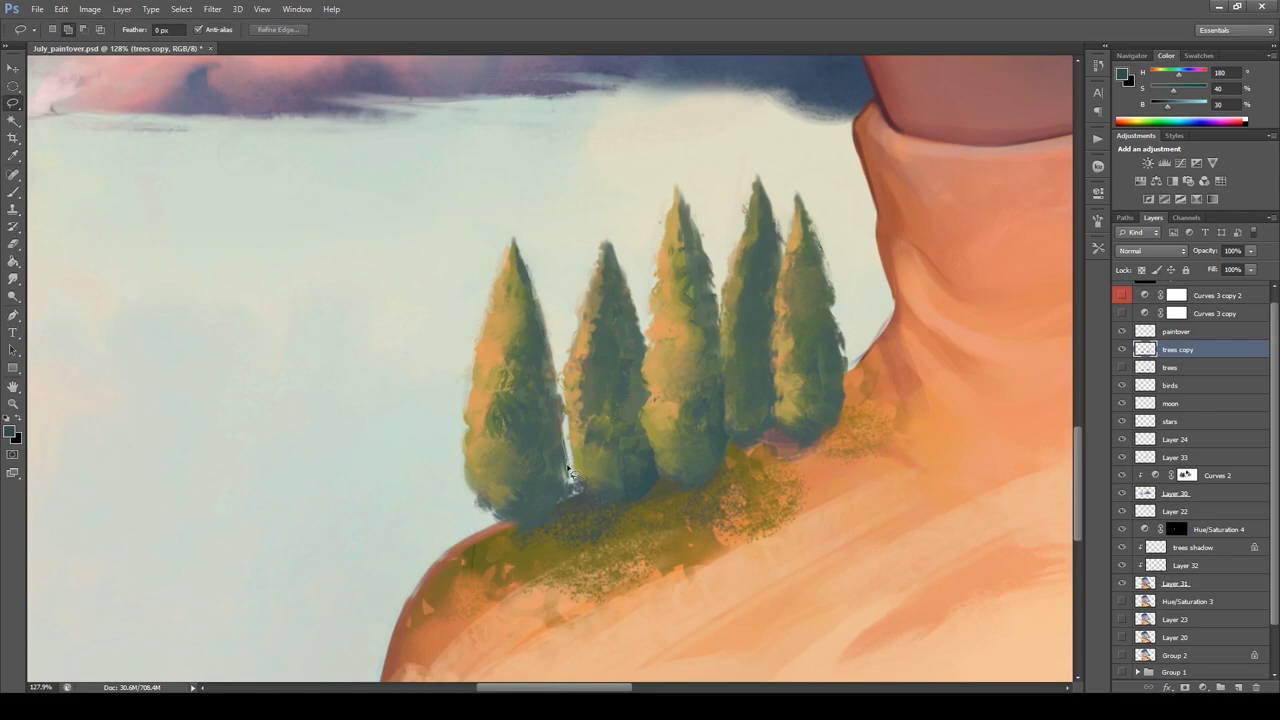 Ps File Edit Image Layer Type Select Filter 3D View Window Help
Feather: 0 px Anti-alias Refine Edge... Essentials
July_paintover.psd @ 128% (trees copy, RGB/8) * ×
Navigator Color Swatches
H 180 °
S 40 %
B 30 %
Adjustments Styles
Add an adjustment
Paths Layers Channels
Kind
Normal Opacity: 100%
Lock: Fill: 100%
Curves 3 copy 2
Curves 3 copy
paintover
trees copy
trees
birds
moon
stars
Layer 24
Layer 33
Curves 2
Layer 30
Layer 22
Hue/Saturation 4
trees shadow
Layer 32
Layer 31
Hue/Saturation 3
Layer 23
Layer 20
Group 2
Group 1
127.9% Doc: 30.6M/708.4M